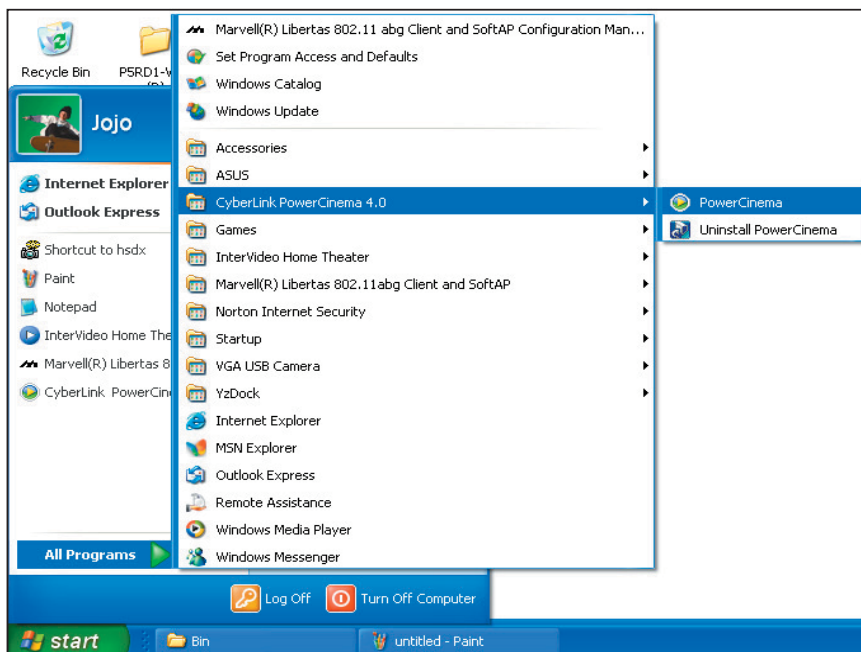 Recycle Bin
P5RD1-V
Jojo
Internet Explorer
Outlook Express
Shortcut to hsdx
Paint
Notepad
InterVideo Home The
Marvell(R) Libertas 8
CyberLink PowerCin
All Programs
Marvell(R) Libertas 802.11 abg Client and SoftAP Configuration Man...
Set Program Access and Defaults
Windows Catalog
Windows Update
Accessories
ASUS
CyberLink PowerCinema 4.0
Games
InterVideo Home Theater
Marvell(R) Libertas 802.11abg Client and SoftAP
Norton Internet Security
Startup
VGA USB Camera
YzDock
Internet Explorer
MSN Explorer
Outlook Express
Remote Assistance
Windows Media Player
Windows Messenger
PowerCinema
Uninstall PowerCinema
Log Off
Turn Off Computer
start
Bin
untitled - Paint